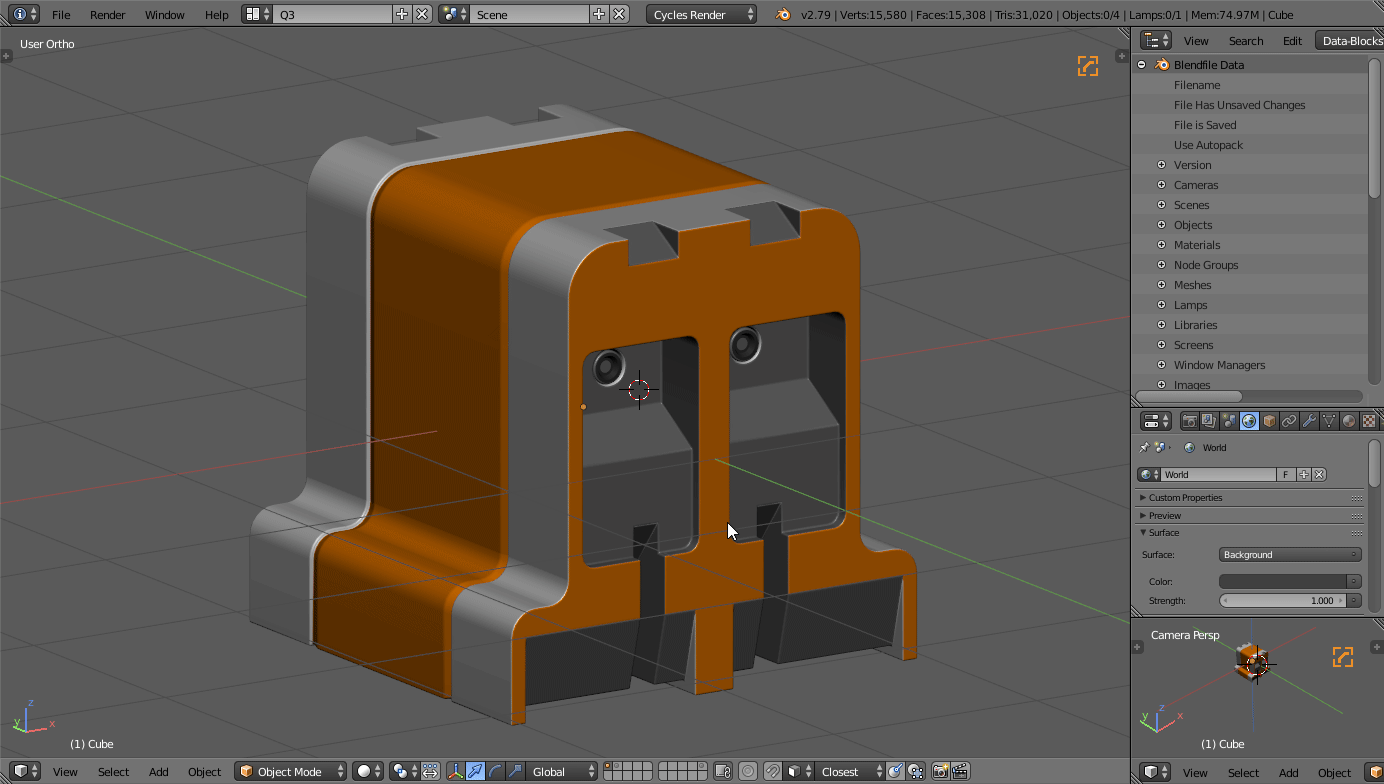 File Render Window Help Q3 Scene Cycles Render v2.79 | Verts:15,580 | Faces:15,308 | Tris:31,020 | Objects:0/4 | Lamps:0/1 | Mem:74.97M | Cube
User Ortho
View Search Edit Data-Blocks
Blendfile Data
Filename
File Has Unsaved Changes
File is Saved
Use Autopack
Version
Cameras
Scenes
Objects
Materials
Node Groups
Meshes
Lamps
Libraries
Screens
Window Managers
Images
World
World F
Custom Properties
Preview
Surface
Surface: Background
Color:
Strength: 1.000
Camera Persp
z
y x
(1) Cube
z
y x
(1) Cube
View Select Add Object Object Mode Global Closest
View Select Add Object